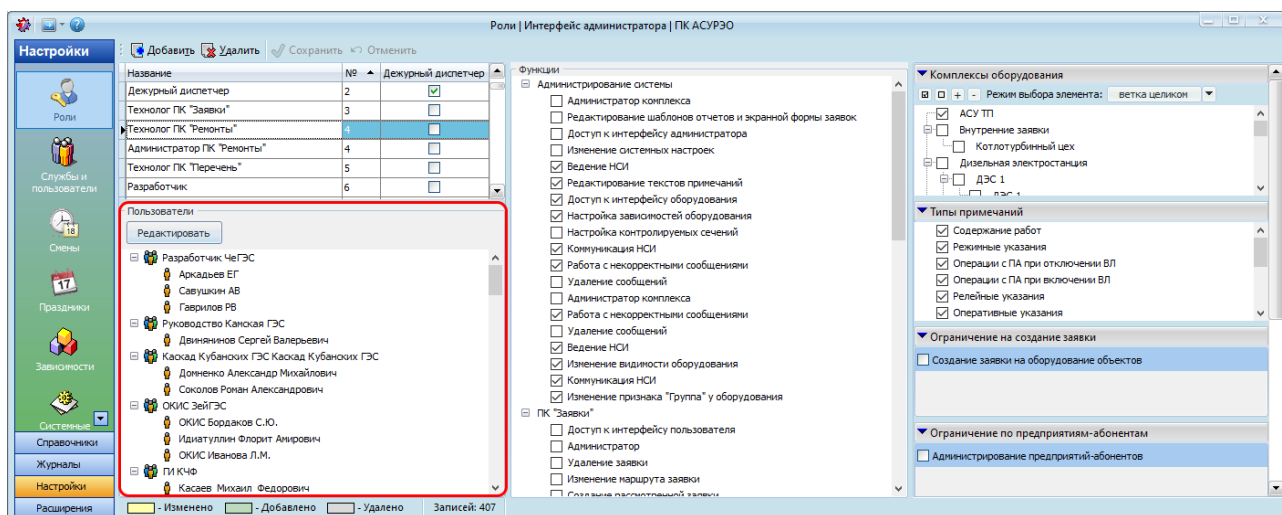 Роли | Интерфейс администратора | ПК АСУРЭО
Настройки
Добавить Удалить Сохранить Отменить
Роли
Службы и
пользователи
Смены
18
17
Праздники
Зависимости
Системные
Справочники
Журналы
Настройки
Расширения
Название № Дежурный диспетчер
Дежурный диспетчер 2
Технолог ПК "Заявки" 3
Технолог ПК "Ремонты" 4
Администратор ПК "Ремонты" 4
Технолог ПК "Перечень" 5
Разработчик 6
Пользователи
Редактировать
Разработчик ЧеГЭС
Аркадьев ЕГ
Савушкин АВ
Гаврилов РВ
Руководство Канская ГЭС
Двинянинов Сергей Валерьевич
Каскад Кубанских ГЭС Каскад Кубанских ГЭС
Домненко Александр Михайлович
Соколов Роман Александрович
ОКИС ЗейГЭС
ОКИС Бордаков С.Ю.
Идиатуллин Флорит Анирович
ОКИС Иванова Л.М.
ПИ КЧФ
Касаев Михаил Федорович
- Изменено - Добавлено - Удалено Записей: 407
Функции
Администрирование системы
Администратор комплекса
Редактирование шаблонов отчетов и экранной формы заявок
Доступ к интерфейсу администратора
Изменение системных настроек
Ведение НСИ
Редактирование текстов примечаний
Доступ к интерфейсу оборудования
Настройка зависимостей оборудования
Настройка контролируемых сечений
Коммуникация НСИ
Работа с некорректными сообщениями
Удаление сообщений
Администратор комплекса
Работа с некорректными сообщениями
Удаление сообщений
Ведение НСИ
Изменение видимости оборудования
Коммуникация НСИ
Изменение признака "Группа" у оборудования
ПК "Заявки"
Доступ к интерфейсу пользователя
Администратор
Удаление заявки
Изменение маршрута заявки
Создание рассмотренной заявки
Комплексы оборудования
Режим выбора элемента: ветка целиком
АСУ ТП
Внутренние заявки
Котлотурбинный цех
Дизельная электростанция
ДЭС 1
ДЭС 1
Типы примечаний
Содержание работ
Режимные указания
Операции с ПА при отключении ВЛ
Операции с ПА при включении ВЛ
Релейные указания
Оперативные указания
Ограничение на создание заявки
Создание заявки на оборудование объектов
Ограничение по предприятиям-абонентам
Администрирование предприятий-абонентов